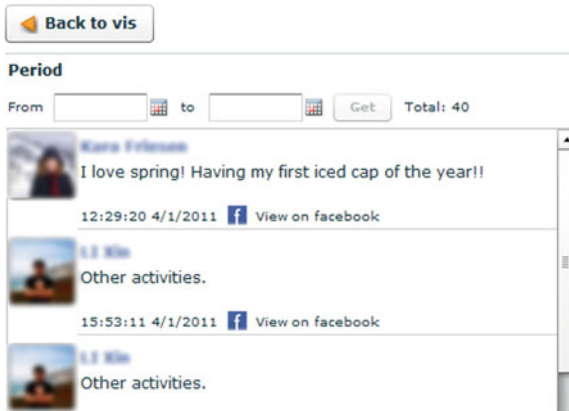 Back to vis
Period
From to Get Total: 40
I love spring! Having my first iced cap of the year!!
12:29:20 4/1/2011 f View on facebook
Other activities.
15:53:11 4/1/2011 f View on facebook
Other activities.